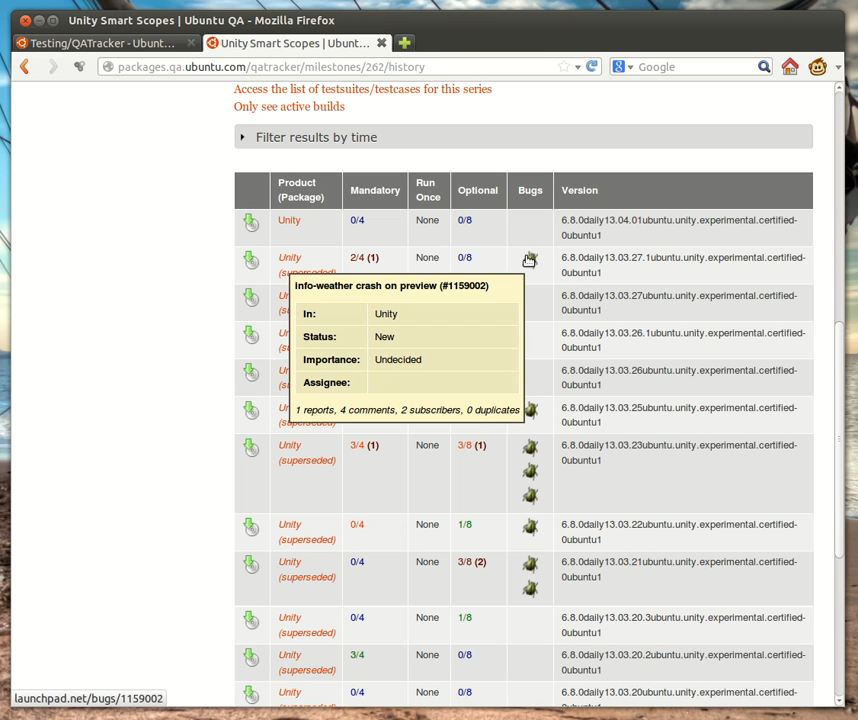 Unity Smart Scopes | Ubuntu QA - Mozilla Firefox
Testing/QATracker - Ubunt...
Unity Smart Scopes | Ubunt...
packages.qa.ubuntu.com/qatracker/milestones/262/history
Google
Access the list of testsuites/testcases for this series
Only see active builds
Filter results by time
Product (Package) Mandatory Run Once Optional Bugs Version
Unity 0/4 None 0/8 6.8.0daily13.04.01ubuntu.unity.experimental.certified-
0ubuntu1
Unity 2/4 (1) None 0/8 6.8.0daily13.03.27.1ubuntu.unity.experimental.certified-
(superseded) 0ubuntu1
info-weather crash on preview (#1159002)
In: Unity
Status: New
Importance: Undecided
Assignee:
1 reports, 4 comments, 2 subscribers, 0 duplicates
6.8.0daily13.03.27ubuntu.unity.experimental.certified-
0ubuntu1
6.8.0daily13.03.26.1ubuntu.unity.experimental.certified-
0ubuntu1
6.8.0daily13.03.26ubuntu.unity.experimental.certified-
0ubuntu1
6.8.0daily13.03.25ubuntu.unity.experimental.certified-
(superseded) 0ubuntu1
Unity 3/4 (1) None 3/8 (1) 6.8.0daily13.03.23ubuntu.unity.experimental.certified-
(superseded) 0ubuntu1
Unity 0/4 None 1/8 6.8.0daily13.03.22ubuntu.unity.experimental.certified-
(superseded) 0ubuntu1
Unity 0/4 None 3/8 (2) 6.8.0daily13.03.21ubuntu.unity.experimental.certified-
(superseded) 0ubuntu1
Unity 0/4 None 1/8 6.8.0daily13.03.20.3ubuntu.unity.experimental.certified-
(superseded) 0ubuntu1
Unity 3/4 None 0/8 6.8.0daily13.03.20.2ubuntu.unity.experimental.certified-
(superseded) 0ubuntu1
Unity 0/4 None 0/8 6.8.0daily13.03.20ubuntu.unity.experimental.certified-
launchpad.net/bugs/1159002